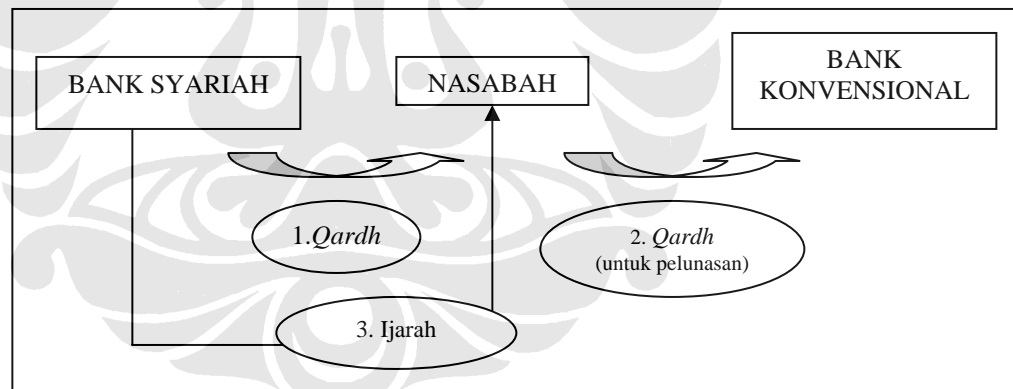 BANK SYARIAH
NASABAH
BANK
KONVENSIONAL
1.Qardh
2. Qardh
(untuk pelunasan)
3. Ijarah